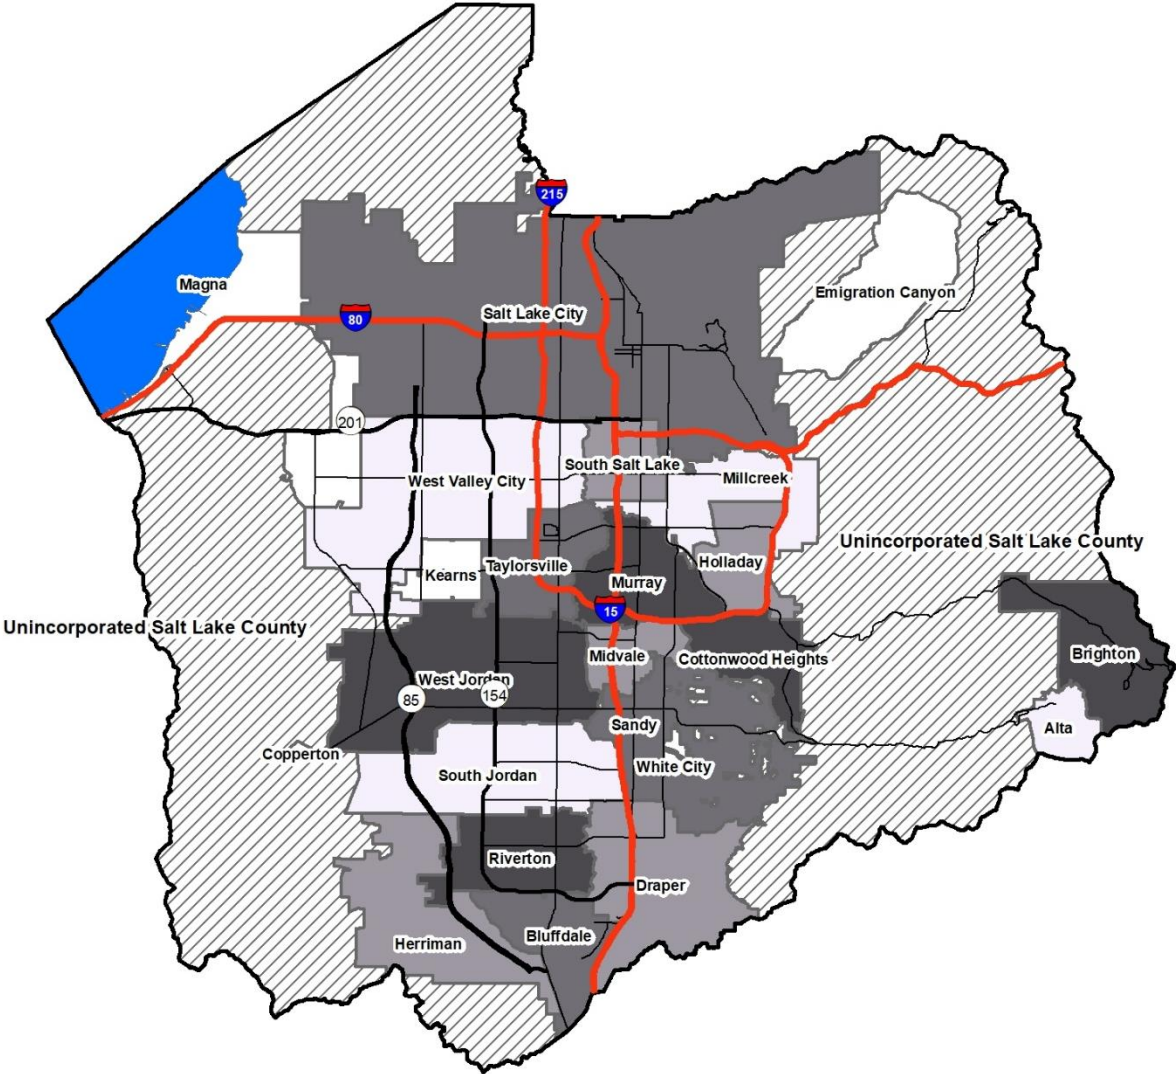 215
Magna
Emigration Canyon
Salt Lake City
80
201
South Salt Lake
Millcreek
West Valley City
Unincorporated Salt Lake County
Holladay
Taylorsville
Kearns
Murray
15
Unincorporated Salt Lake County
Brighton
Midvale
Cottonwood Heights
West Jordan
154
85
Sandy
Alta
Copperton
White City
South Jordan
Riverton
Draper
Bluffdale
Herriman